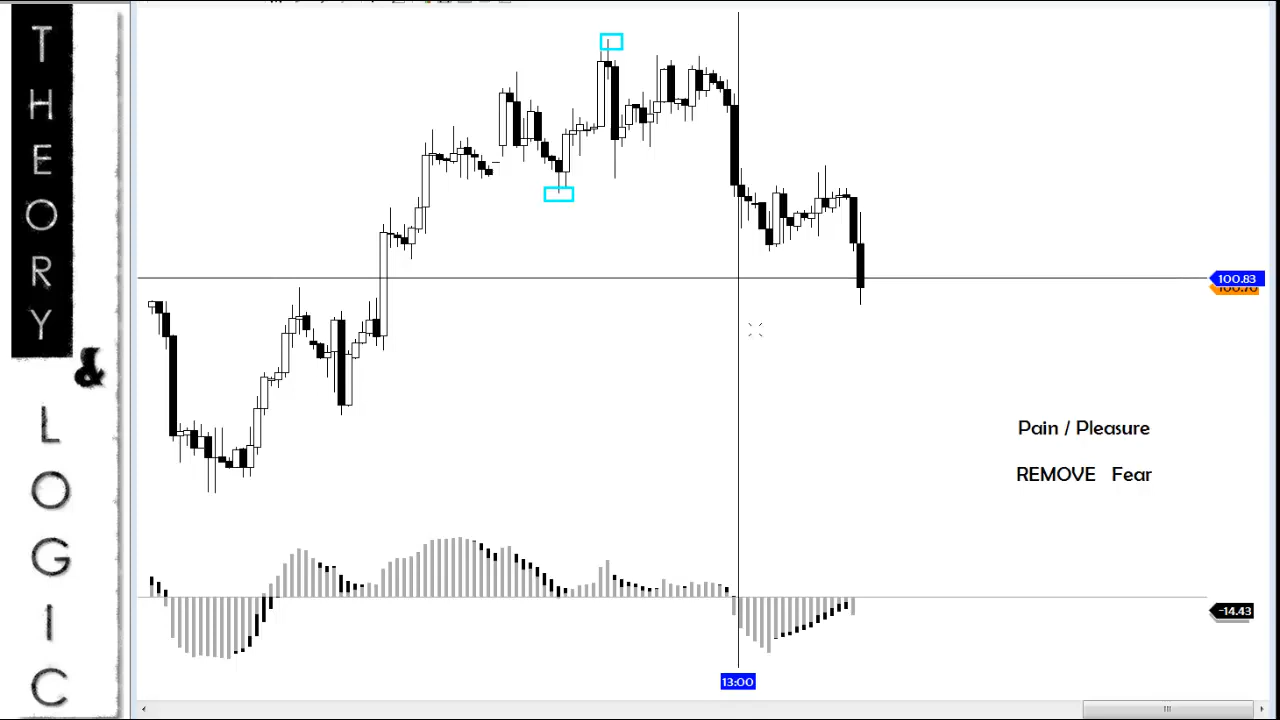 THEORY
&
LOGIC
100.83
Pain / Pleasure
REMOVE Fear
-14.43
13:00